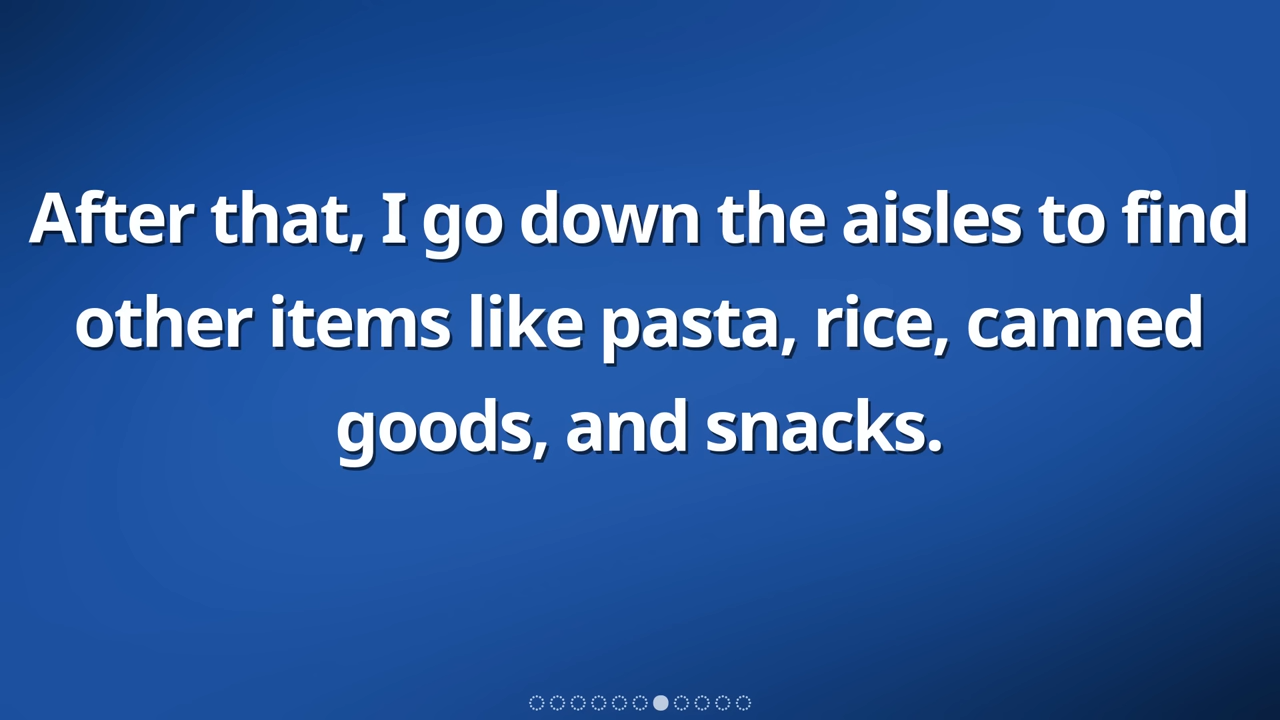 After that, I go down the aisles to find
other items like pasta, rice, canned
goods, and snacks.